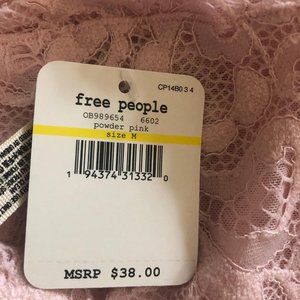 CP14B0 3 4
free people
OB989654 6602
powder pink
size M
1 94374 31332 0
MSRP $38.00